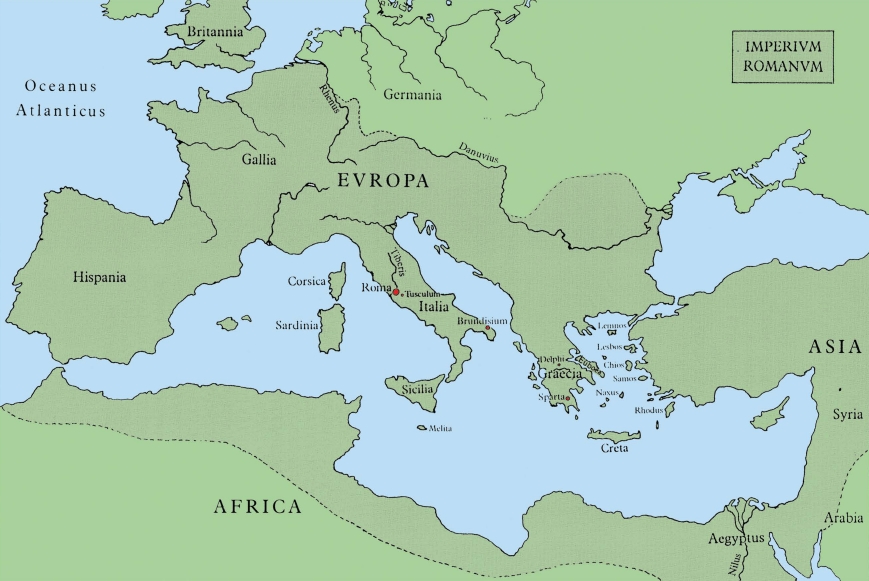 Britannia
IMPERIVM
ROMANVM
Oceanus
Atlanticus
Germania
Rhenus
Gallia
Danuvius
EVROPA
Hispania
Corsica
Tiberis
Roma
Tusculum
Italia
Sardinia
Brundisium
Lemnos
Lesbos
ASIA
Delphi
Euboea
Chios
Graecia
Samos
Sicilia
Sparta
Naxus
Rhodus
Syria
Melita
Creta
AFRICA
Arabia
Aegyptus
Nilus